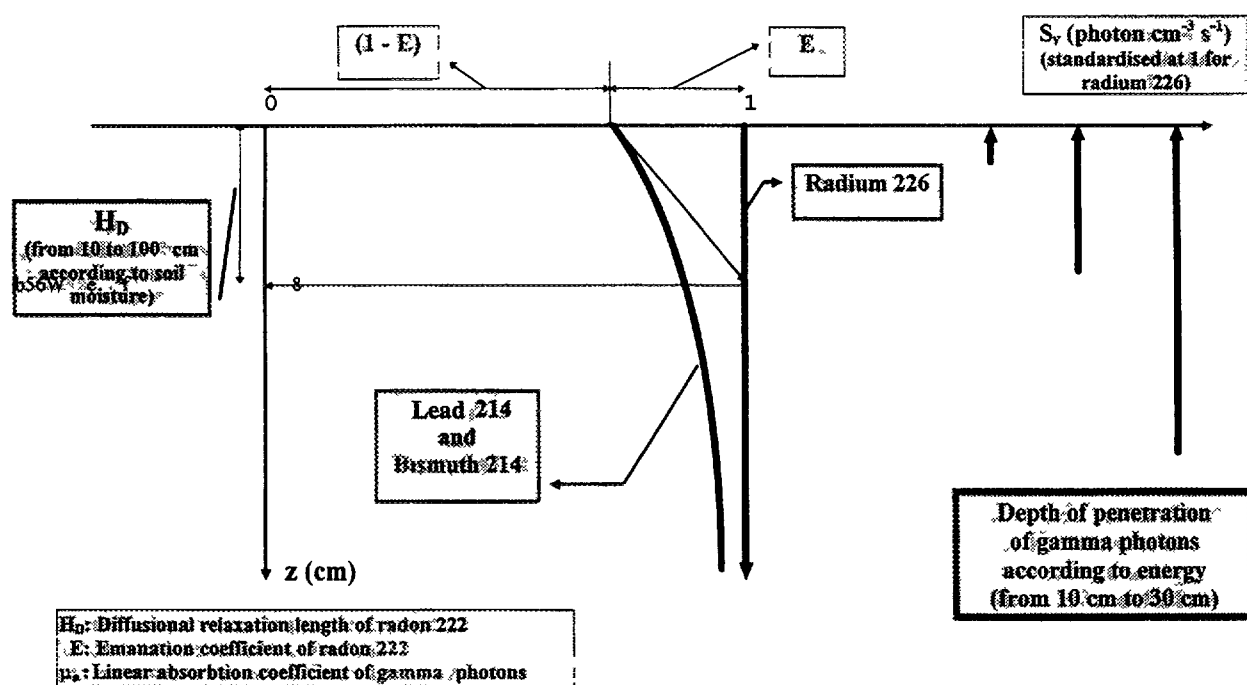 (1 - E)
E
Sγ (photon cm⁻³ s⁻¹)
(standardised at 1 for
radium 226)
0
1
Radium 226
H_D
(from 10 to 100 cm
according to soil
moisture)
8
Lead 214
and
Bismuth 214
z (cm)
Depth of penetration
of gamma photons
according to energy
(from 10 cm to 30 cm)
H_D: Diffusional relaxation length of radon 222
E: Emanation coefficient of radon 222
: Linear absorbtion coefficient of gamma photons